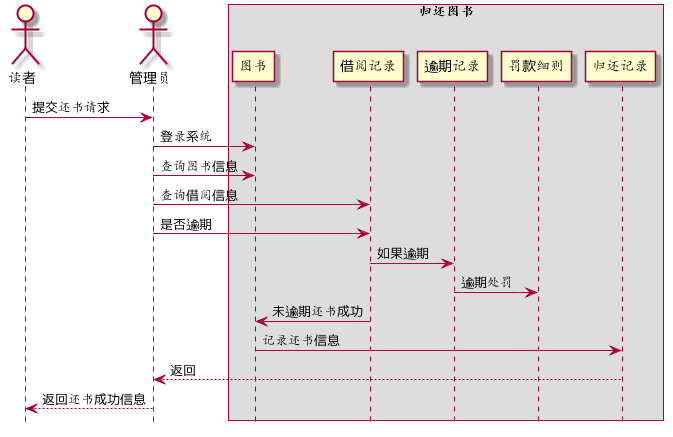 归还图书
读者
管理员
图书
借阅记录
逾期记录
罚款细则
归还记录
提交还书请求
登录系统
查询图书信息
查询借阅信息
是否逾期
如果逾期
逾期处罚
未逾期还书成功
记录还书信息
返回
返回还书成功信息